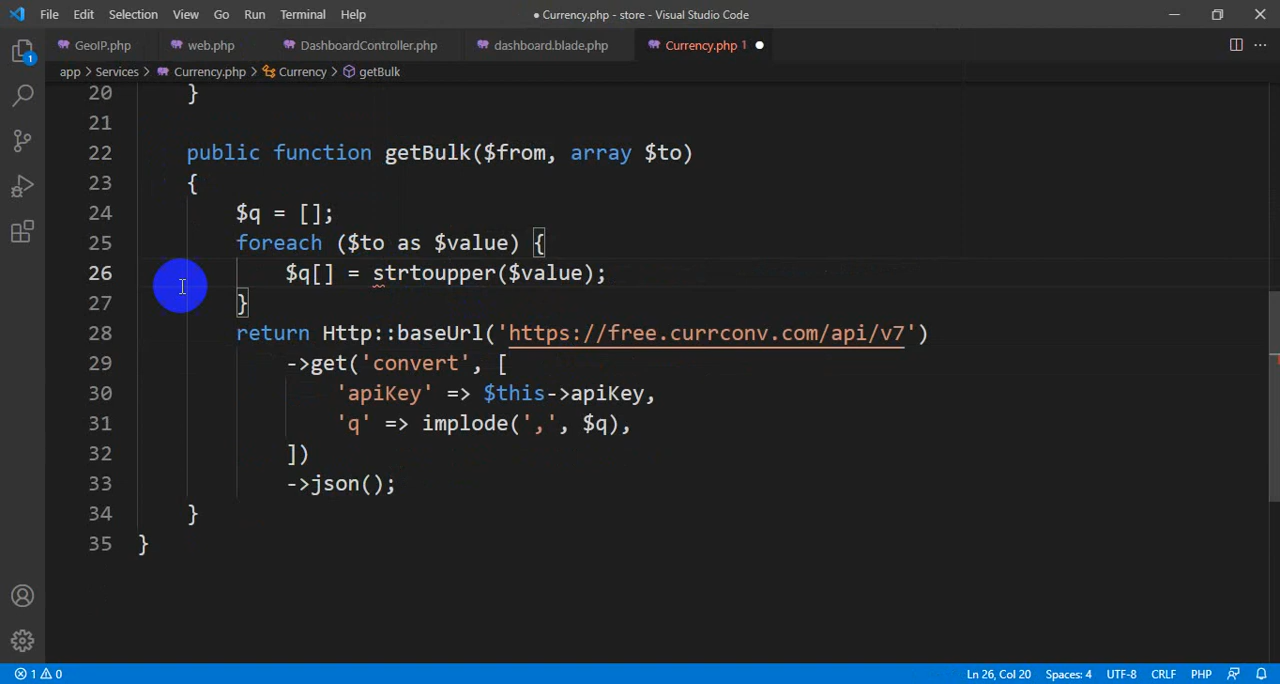 File Edit Selection View Go Run Terminal Help ● Currency.php - store - Visual Studio Code
GeoIP.php web.php DashboardController.php dashboard.blade.php Currency.php 1 ●
app > Services > Currency.php > Currency > getBulk
20 }
21
22 public function getBulk($from, array $to)
23 {
24 $q = [];
25 foreach ($to as $value) {
26 $q[] = strtoupper($value);
27 }
28 return Http::baseUrl('https://free.currconv.com/api/v7')
29 ->get('convert', [
30 'apiKey' => $this->apiKey,
31 'q' => implode(',', $q),
32 ])
33 ->json();
34 }
35 }
1
1 0 Ln 26, Col 20 Spaces: 4 UTF-8 CRLF PHP